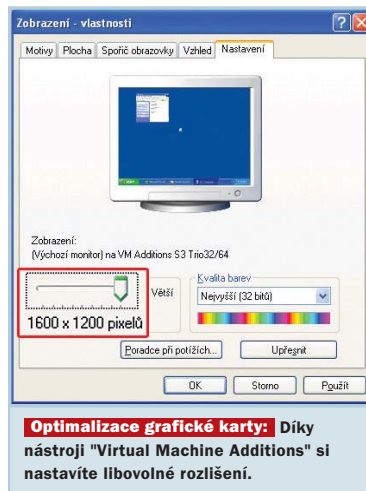 Zobrazení - vlastnosti
Motivy Plocha Spořič obrazovky Vzhled Nastavení
Zobrazení:
(Výchozí monitor) na VM Additions S3 Trio32/64
Větší
1600 x 1200 pixelů
Kvalita barev
Nejvyšší (32 bitů)
Poradce při potížích...
Upřesnit
OK Storno Použít
Optimalizace grafické karty: Díky
nástroji "Virtual Machine Additions" si
nastavíte libovolné rozlišení.